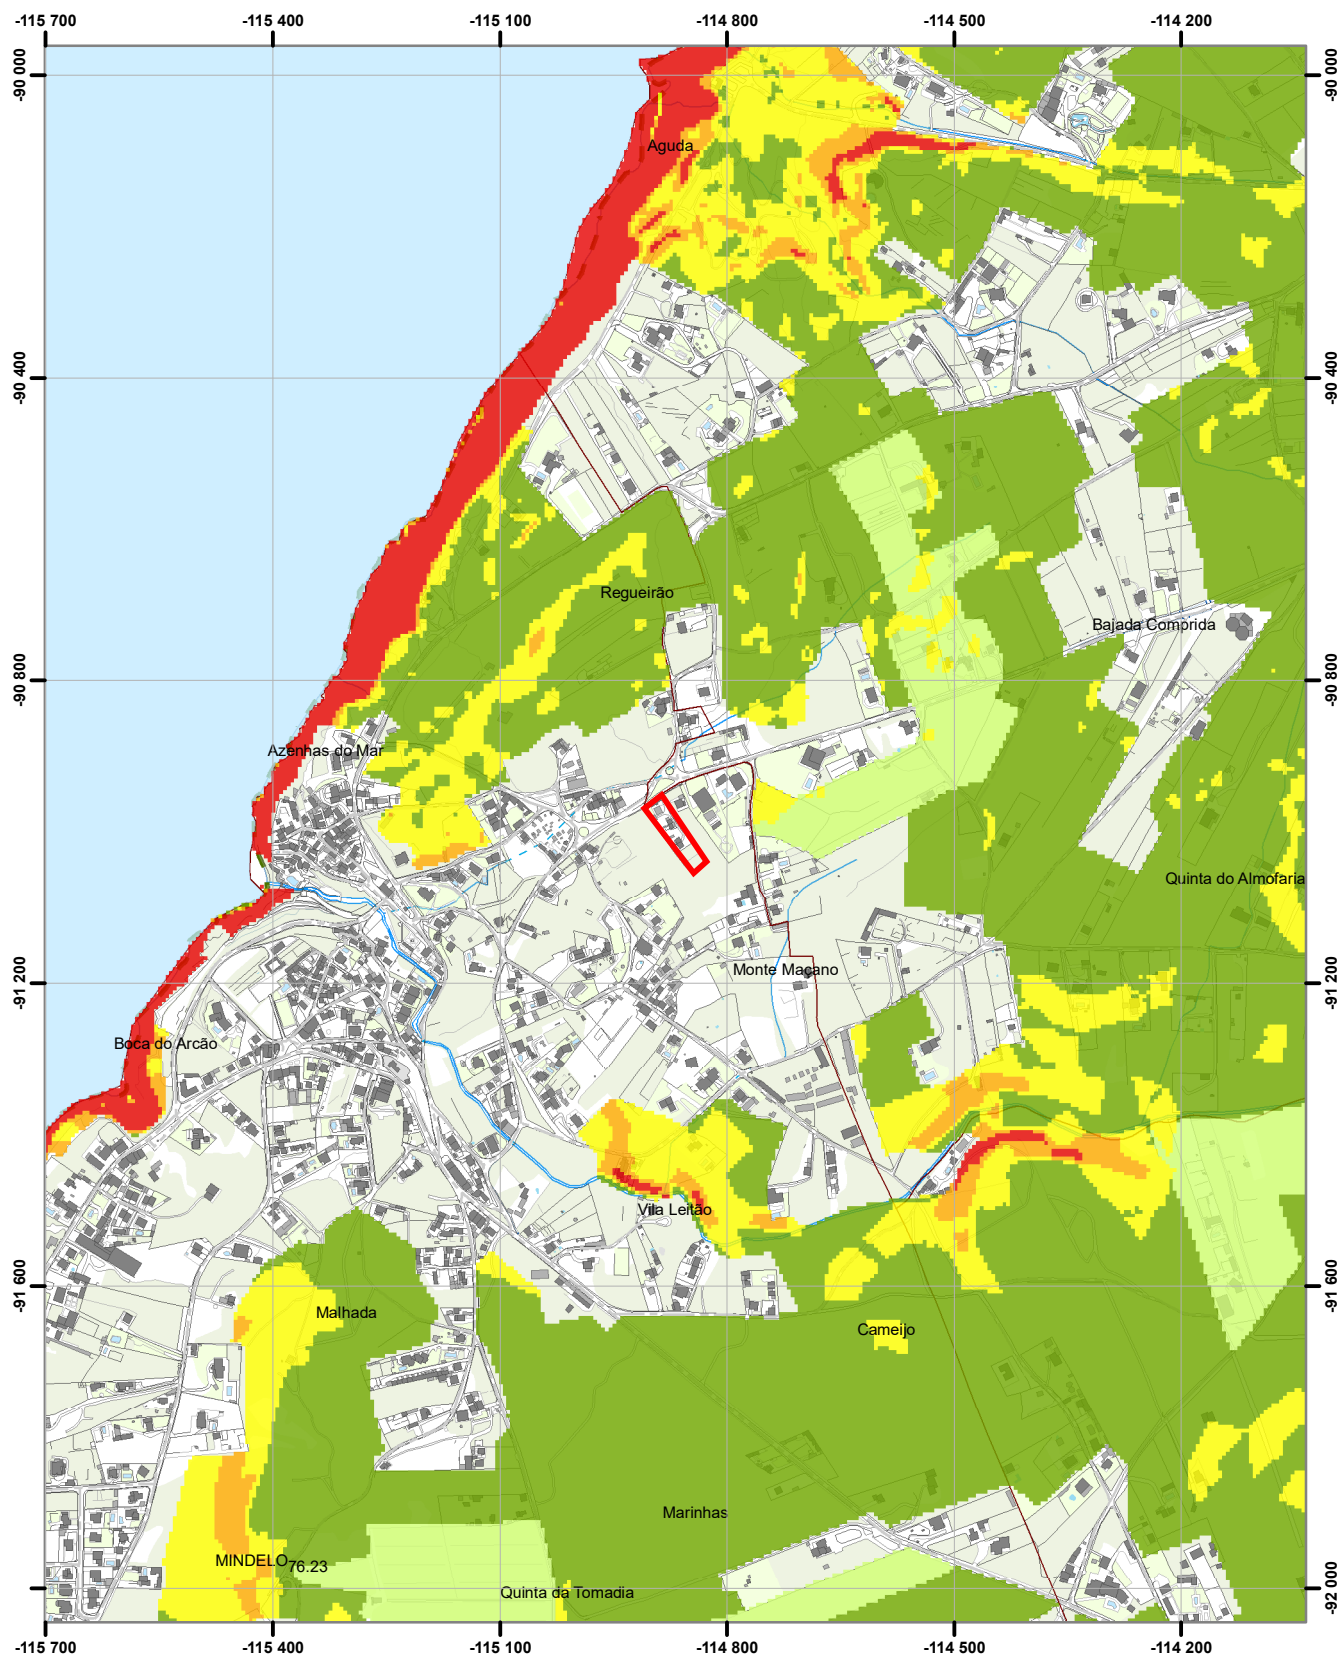 -115 700 -115 400 -115 100 -114 800 -114 500 -114 200
-90 000 -90 000
Aguda
-90 400 -90 400
Regueirão
Bajada Comprida
-90 800 -90 800
Azenhas do Mar
Quinta do Almofaria
Monte Maçano
-91 200 -91 200
Boca do Arcão
Vila Leitão
-91 600 -91 600
Malhada
Cameijo
Marinhas
MINDELO 76.23
Quinta da Tomadia
-92 000 -92 000
-115 700 -115 400 -115 100 -114 800 -114 500 -114 200